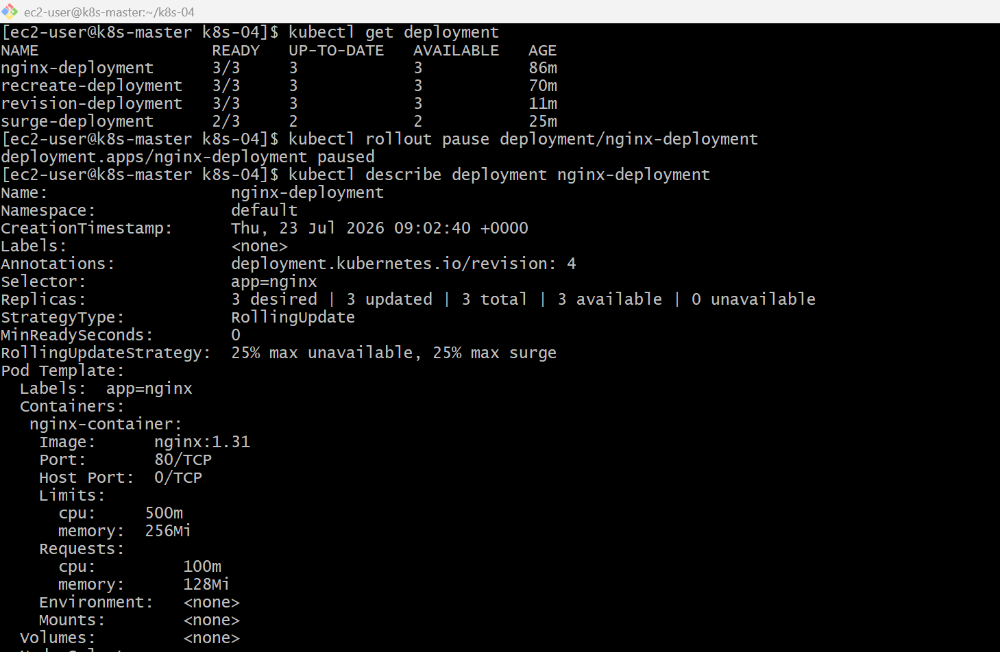 ec2-user@k8s-master:~/k8s-04
[ec2-user@k8s-master k8s-04]$ kubectl get deployment
NAME                  READY   UP-TO-DATE   AVAILABLE   AGE
nginx-deployment      3/3     3            3           86m
recreate-deployment   3/3     3            3           70m
revision-deployment   3/3     3            3           11m
surge-deployment      2/3     2            2           25m
[ec2-user@k8s-master k8s-04]$ kubectl rollout pause deployment/nginx-deployment
deployment.apps/nginx-deployment paused
[ec2-user@k8s-master k8s-04]$ kubectl describe deployment nginx-deployment
Name:                   nginx-deployment
Namespace:              default
CreationTimestamp:      Thu, 23 Jul 2026 09:02:40 +0000
Labels:                 <none>
Annotations:            deployment.kubernetes.io/revision: 4
Selector:               app=nginx
Replicas:               3 desired | 3 updated | 3 total | 3 available | 0 unavailable
StrategyType:           RollingUpdate
MinReadySeconds:        0
RollingUpdateStrategy:  25% max unavailable, 25% max surge
Pod Template:
  Labels:  app=nginx
  Containers:
   nginx-container:
    Image:      nginx:1.31
    Port:       80/TCP
    Host Port:  0/TCP
    Limits:
      cpu:     500m
      memory:  256Mi
    Requests:
      cpu:         100m
      memory:      128Mi
    Environment:   <none>
    Mounts:        <none>
  Volumes:         <none>